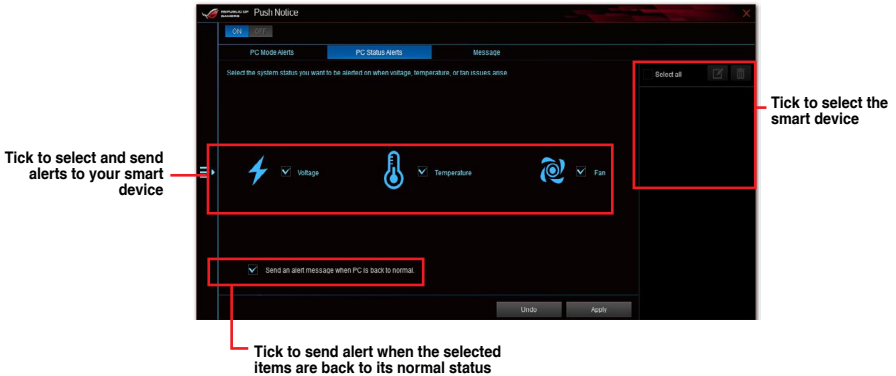 REPUBLIC OF
GAMERS
Push Notice
ON OFF
PC Mode Alerts PC Status Alerts Message
Select the system status you want to be alerted on when voltage, temperature, or fan issues arise
Select all
Tick to select the
smart device
Tick to select and send
alerts to your smart
device
Voltage Temperature Fan
Send an alert message when PC is back to normal.
Undo Apply
Tick to send alert when the selected
items are back to its normal status